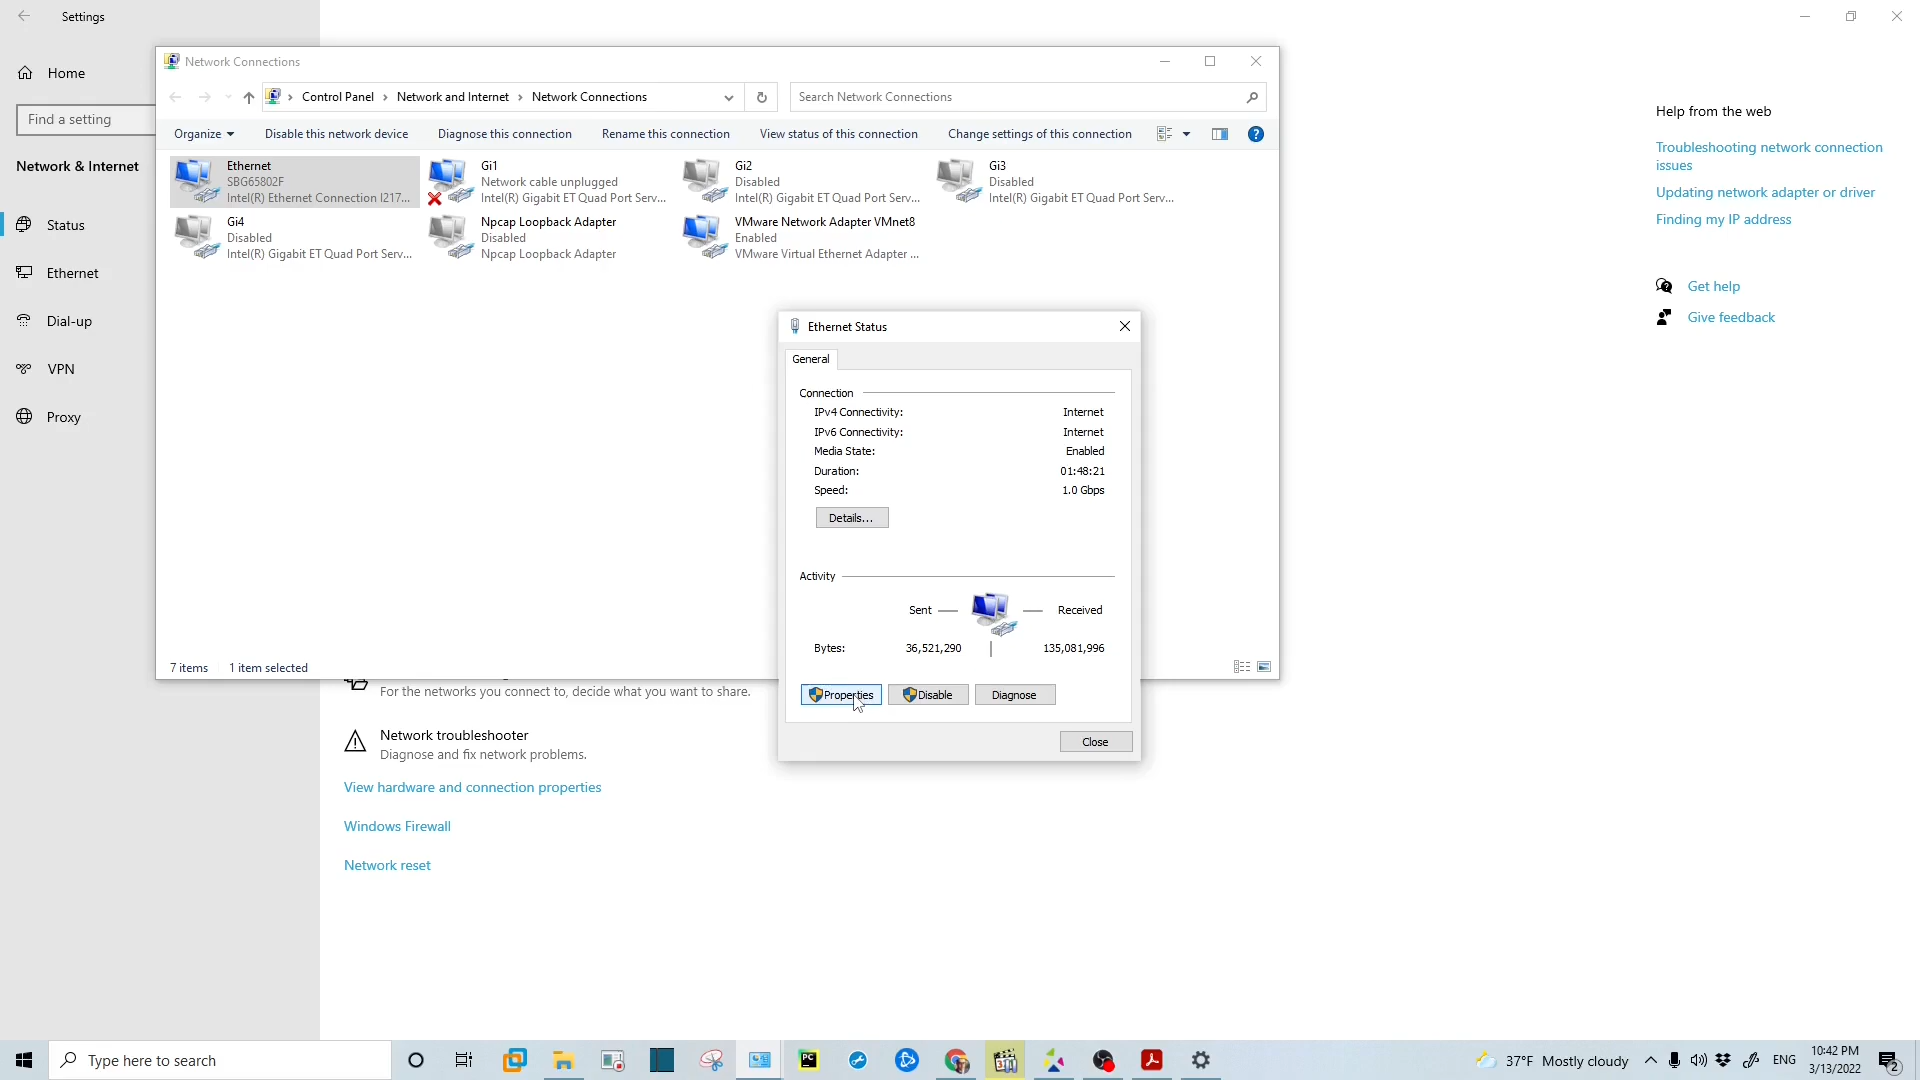 Settings
Home
Find a setting
Network & Internet
Status
Ethernet
Dial-up
VPN
Proxy
Network Connections
Control Panel › Network and Internet › Network Connections
Search Network Connections
Organize
Disable this network device
Diagnose this connection
Rename this connection
View status of this connection
Change settings of this connection
Ethernet
SBG65802F
Intel(R) Ethernet Connection I217...
Gi1
Network cable unplugged
Intel(R) Gigabit ET Quad Port Serv...
Gi2
Disabled
Intel(R) Gigabit ET Quad Port Serv...
Gi3
Disabled
Intel(R) Gigabit ET Quad Port Serv...
Gi4
Disabled
Intel(R) Gigabit ET Quad Port Serv...
Npcap Loopback Adapter
Disabled
Npcap Loopback Adapter
VMware Network Adapter VMnet8
Enabled
VMware Virtual Ethernet Adapter ...
7 items
1 item selected
Ethernet Status
General
Connection
IPv4 Connectivity: Internet
IPv6 Connectivity: Internet
Media State: Enabled
Duration: 01:48:21
Speed: 1.0 Gbps
Details...
Activity
Sent — Received
Bytes: 36,521,290 135,081,996
Properties
Disable
Diagnose
Close
For the networks you connect to, decide what you want to share.
Network troubleshooter
Diagnose and fix network problems.
View hardware and connection properties
Windows Firewall
Network reset
Help from the web
Troubleshooting network connection
issues
Updating network adapter or driver
Finding my IP address
Get help
Give feedback
Type here to search
PC
37°F Mostly cloudy
ENG
10:42 PM
3/13/2022
2